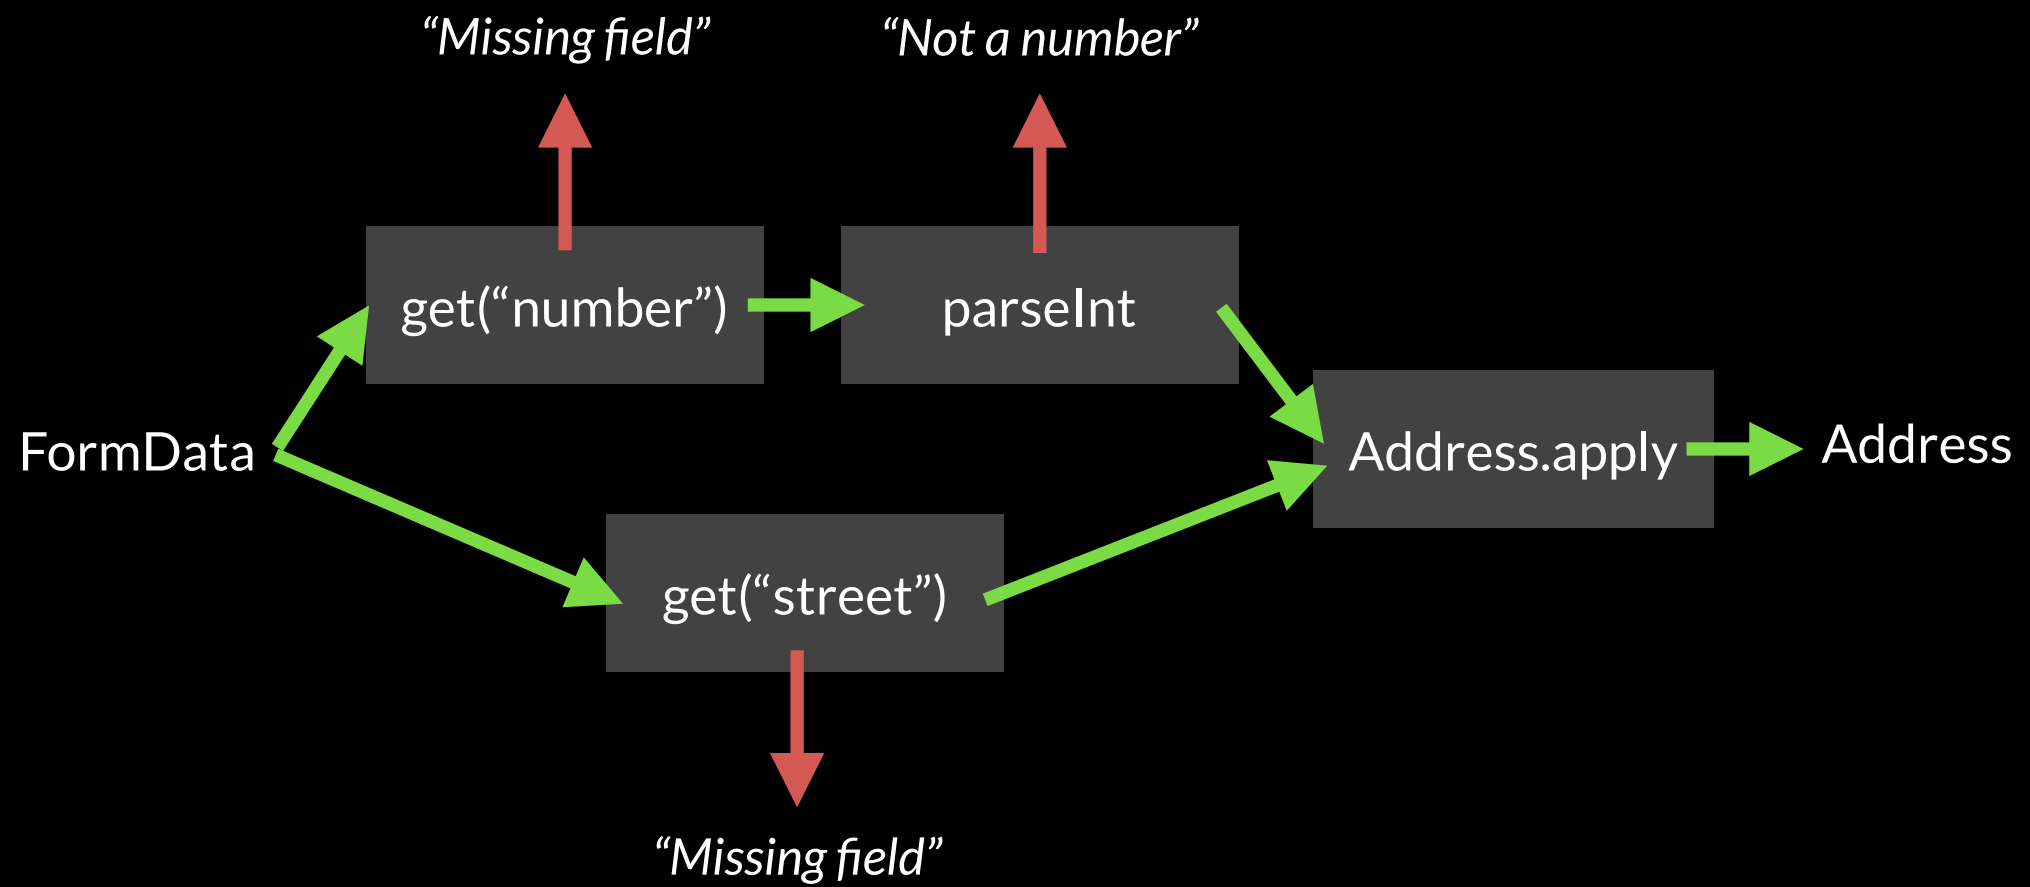 “Missing field”
“Not a number”
get(“number”)
parseInt
FormData
Address.apply
Address
get(“street”)
“Missing field”